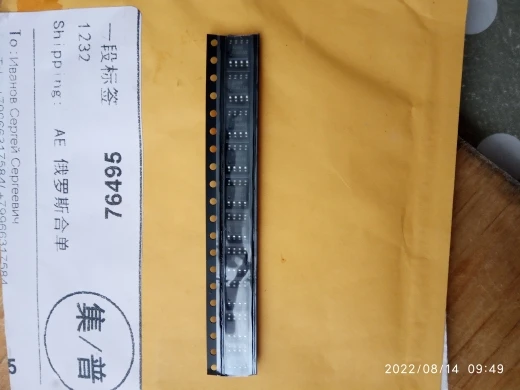 一段标签
1232
76495
Shipping: AE 俄罗斯合单
To: Иванов Сергей Сергеевич
集/普
2022/08/14 09:49